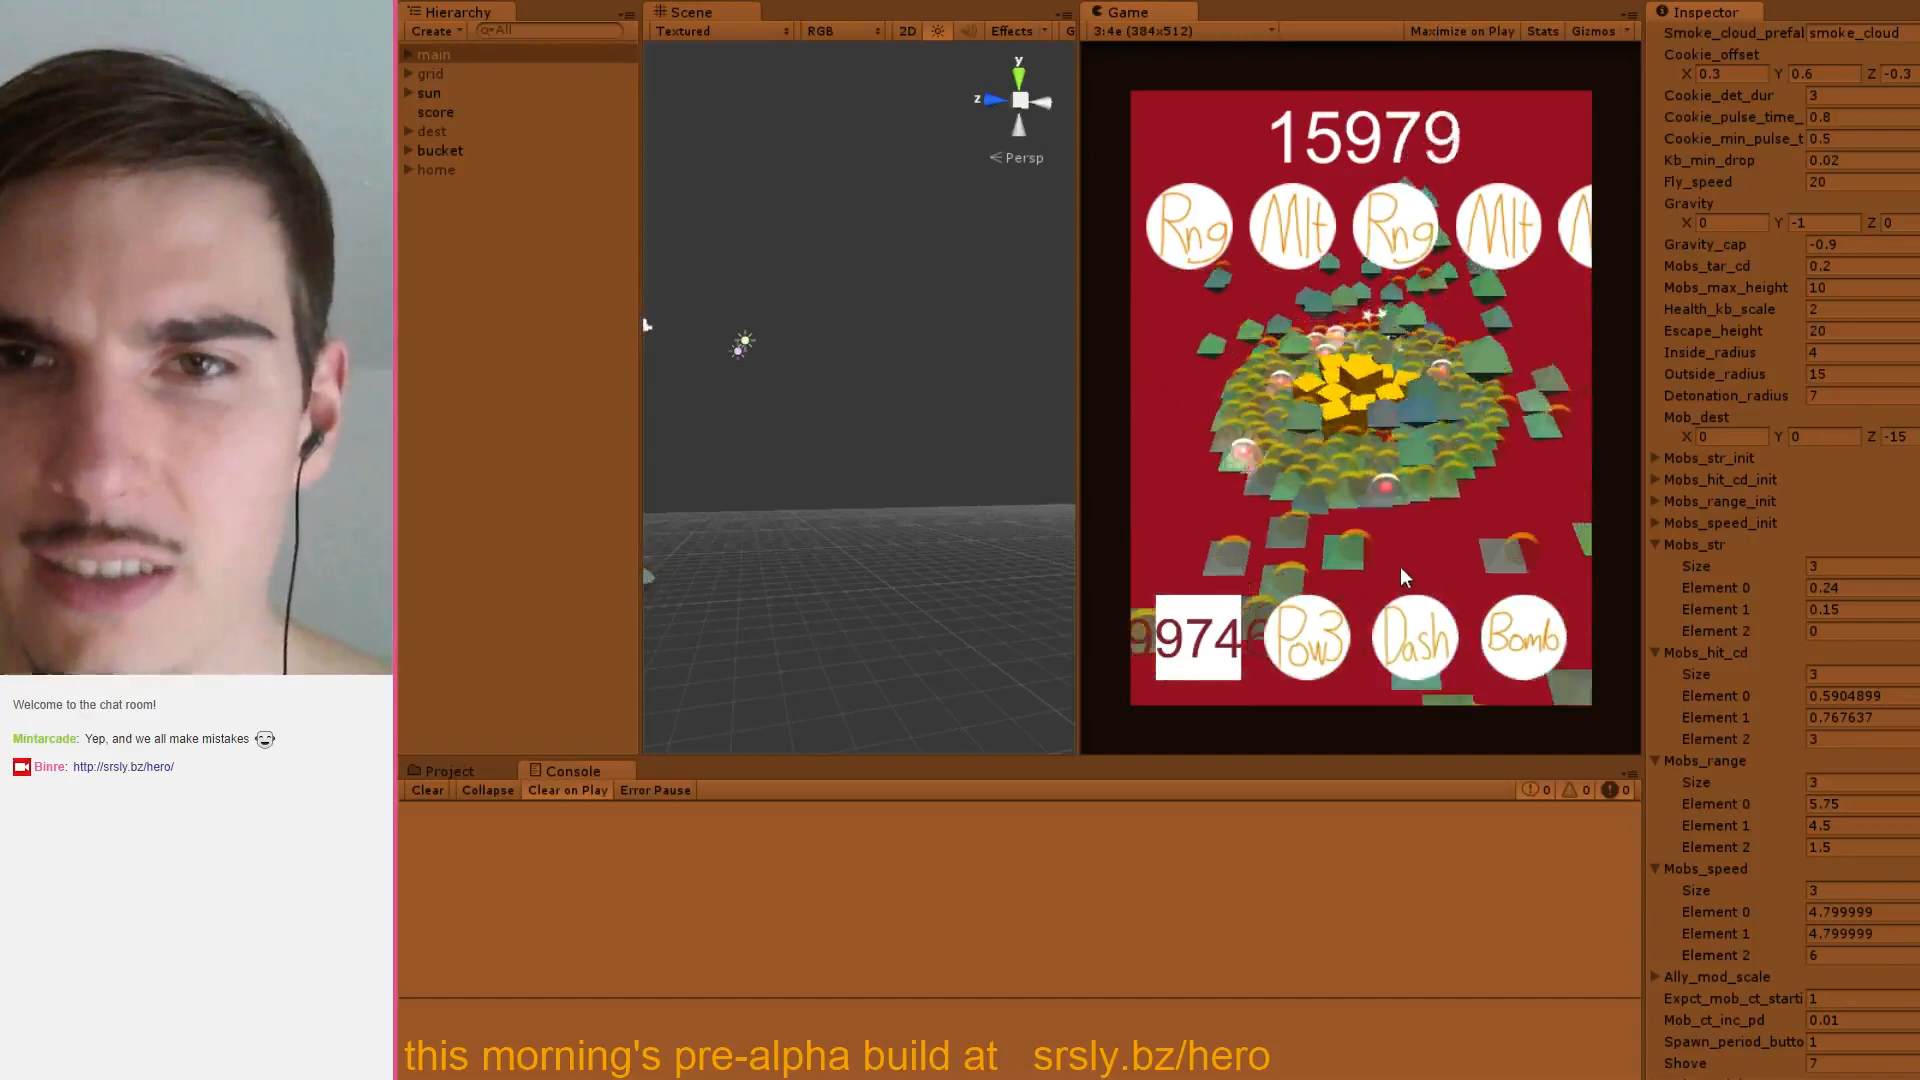 Hierarchy
Create
All
main
grid
sun
score
dest
bucket
home
Scene
Textured
RGB
2D
Effects
G
y
z
Persp
Game
3:4e (384x512)
Maximize on Play
Stats
Gizmos
15979
Rng
Mlt
Rng
Mlt
9974
Pow3
Dash
Bomb
Inspector
Smoke_cloud_prefal smoke_cloud
Cookie_offset
X 0.3 Y 0.6 Z -0.3
Cookie_det_dur 3
Cookie_pulse_time_ 0.8
Cookie_min_pulse_t 0.5
Kb_min_drop 0.02
Fly_speed 20
Gravity
X 0 Y -1 Z 0
Gravity_cap -0.9
Mobs_tar_cd 0.2
Mobs_max_height 10
Health_kb_scale 2
Escape_height 20
Inside_radius 4
Outside_radius 15
Detonation_radius 7
Mob_dest
X 0 Y 0 Z -15
Mobs_str_init
Mobs_hit_cd_init
Mobs_range_init
Mobs_speed_init
Mobs_str
Size 3
Element 0 0.24
Element 1 0.15
Element 2 0
Mobs_hit_cd
Size 3
Element 0 0.5904899
Element 1 0.767637
Element 2 3
Mobs_range
Size 3
Element 0 5.75
Element 1 4.5
Element 2 1.5
Mobs_speed
Size 3
Element 0 4.799999
Element 1 4.799999
Element 2 6
Ally_mod_scale
Expct_mob_ct_starti 1
Mob_ct_inc_pd 0.01
Spawn_period_butto 1
Shove 7
Project
Console
Clear
Collapse
Clear on Play
Error Pause
0
0
0
Welcome to the chat room!
Mintarcade: Yep, and we all make mistakes
Binre: http://srsly.bz/hero/
this morning's pre-alpha build at srsly.bz/hero